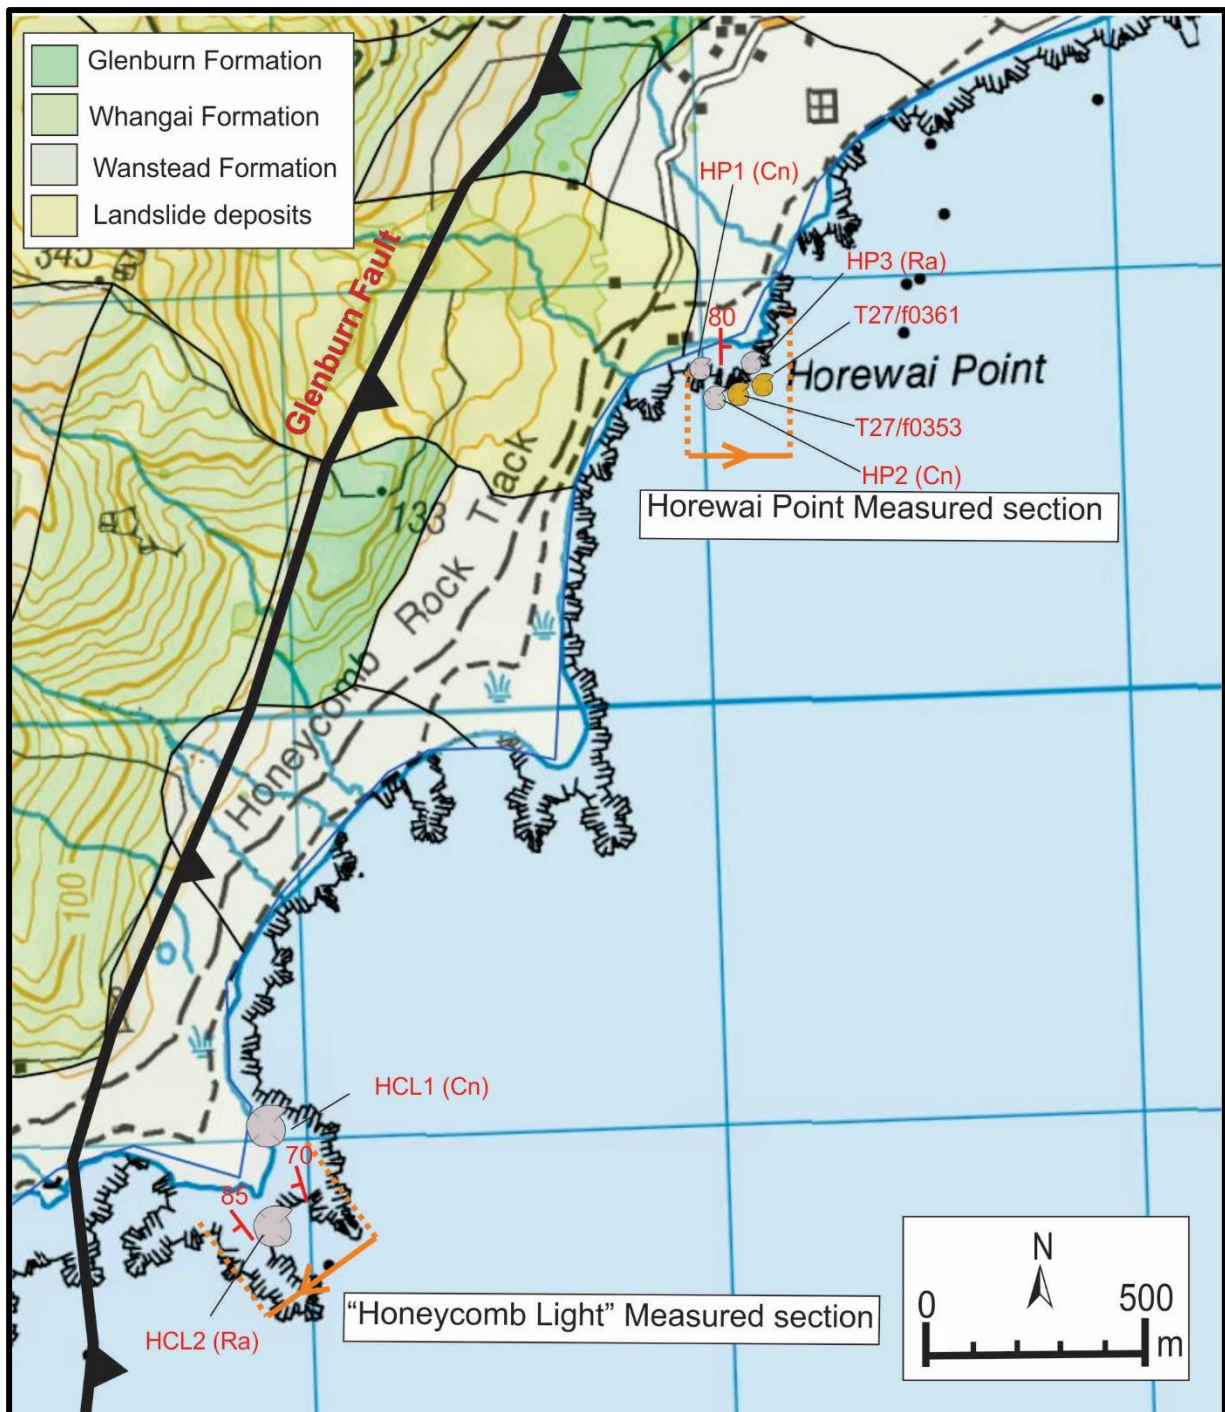 Glenburn Formation
Whangai Formation
Wanstead Formation
Landslide deposits
345
HP1 (Cn)
HP3 (Ra)
T27/f0361
80
Horewai Point
T27/f0353
HP2 (Cn)
Horewai Point Measured section
Glenburn Fault
133
Honeycomb Rock Track
100
HCL1 (Cn)
70
85
HCL2 (Ra)
“Honeycomb Light” Measured section
N
0 500
m